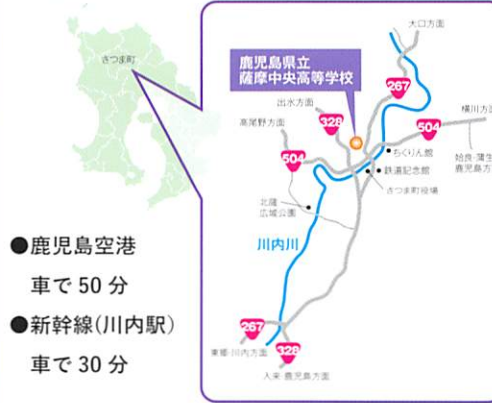 さつま町
鹿児島県立
薩摩中央高等学校
大口方面
267
出水方面
328
高尾野方面
504
504
横川方面
ちくりん館
鉄道記念館
さつま町役場
姶良・蒲生
鹿児島方
北薩
広域公園
川内川
267
東郷・川内方面
328
入来・鹿児島方面
●鹿児島空港
車で50分
●新幹線(川内駅)
車で30分